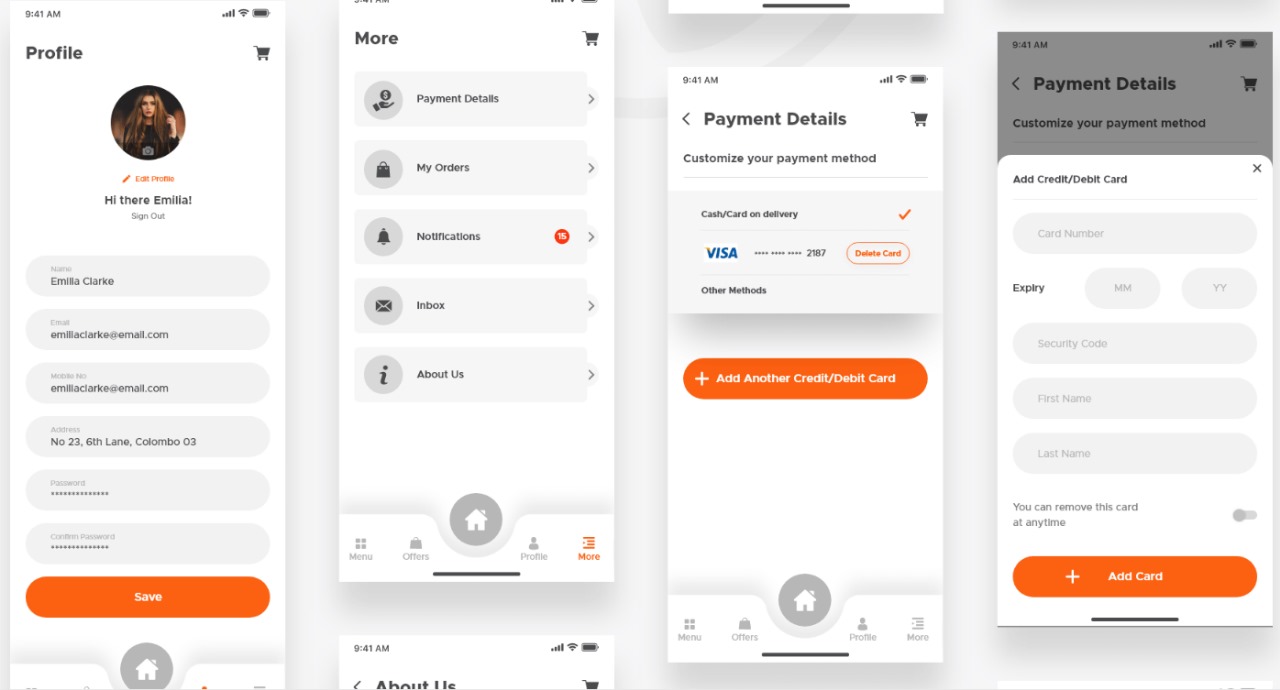 9:41 AM
Profile
Edit Profile
Hi there Emilia!
Sign Out
Name
Emilia Clarke
Email
emiliaclarke@email.com
Mobile No
emiliaclarke@email.com
Address
No 23, 6th Lane, Colombo 03
Password
**************
Confirm Password
**************
Save
9:41 AM
More
Payment Details
My Orders
Notifications
15
Inbox
About Us
Menu
Offers
Profile
More
9:41 AM
About Us
9:41 AM
Payment Details
Customize your payment method
Cash/Card on delivery
VISA
•••• •••• •••• 2187
Delete Card
Other Methods
Add Another Credit/Debit Card
Menu
Offers
Profile
More
9:41 AM
Payment Details
Customize your payment method
Add Credit/Debit Card
Card Number
Expiry
MM
YY
Security Code
First Name
Last Name
You can remove this card
at anytime
Add Card